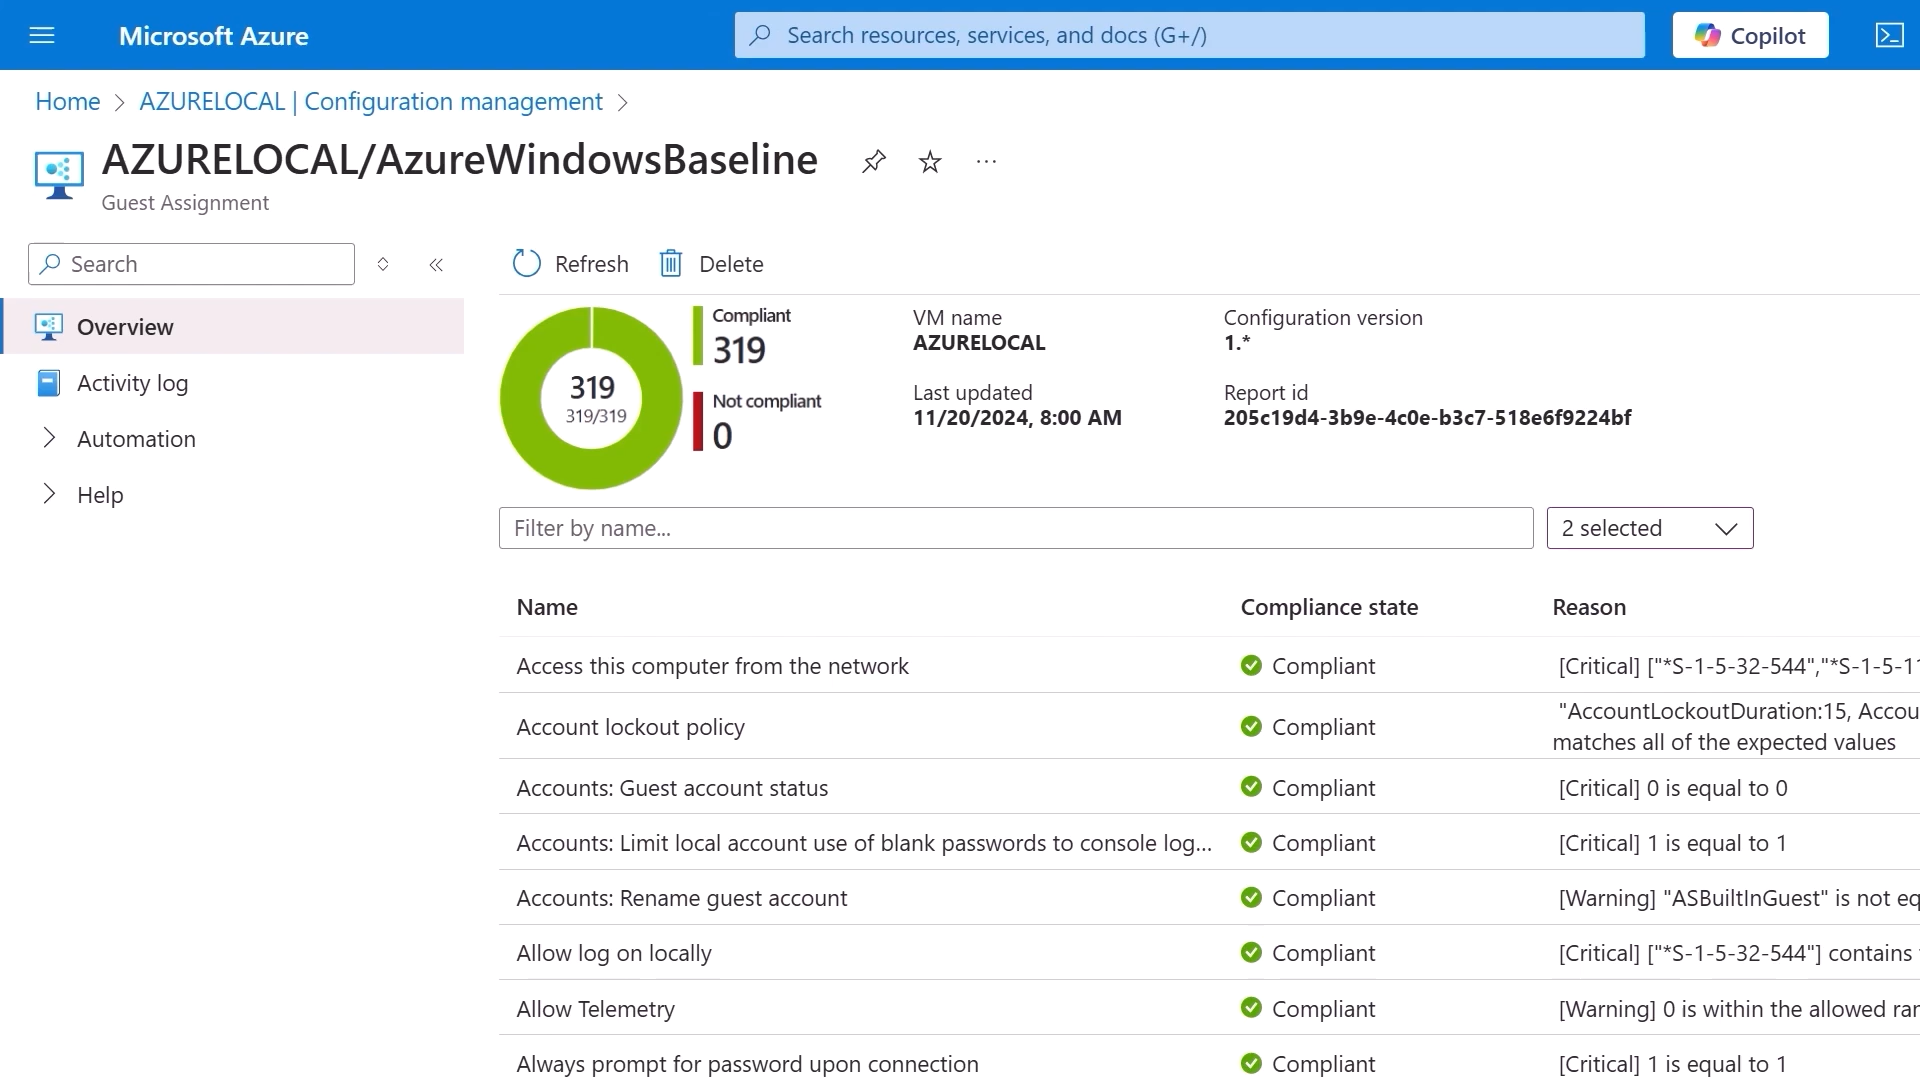 Microsoft Azure
Search resources, services, and docs (G+/)
Copilot
Home > AZURELOCAL | Configuration management >
AZURELOCAL/AzureWindowsBaseline
Guest Assignment
Search
Refresh
Delete
Overview
Activity log
Automation
Help
319
319/319
Compliant
319
Not compliant
0
VM name
AZURELOCAL
Last updated
11/20/2024, 8:00 AM
Configuration version
1.*
Report id
205c19d4-3b9e-4c0e-b3c7-518e6f9224bf
Filter by name...
2 selected
Name Compliance state Reason
Access this computer from the network Compliant [Critical] ["*S-1-5-32-544","*S-1-5-11
Account lockout policy Compliant "AccountLockoutDuration:15, Accou
matches all of the expected values
Accounts: Guest account status Compliant [Critical] 0 is equal to 0
Accounts: Limit local account use of blank passwords to console log... Compliant [Critical] 1 is equal to 1
Accounts: Rename guest account Compliant [Warning] "ASBuiltInGuest" is not eq
Allow log on locally Compliant [Critical] ["*S-1-5-32-544"] contains
Allow Telemetry Compliant [Warning] 0 is within the allowed ran
Always prompt for password upon connection Compliant [Critical] 1 is equal to 1